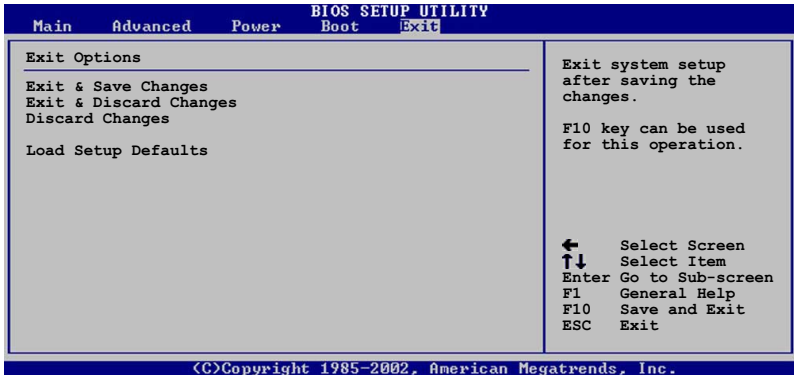 BIOS SETUP UTILITY
Main Advanced Power Boot Exit
Exit Options
Exit & Save Changes
Exit & Discard Changes
Discard Changes
Load Setup Defaults
Exit system setup
after saving the
changes.
F10 key can be used
for this operation.
← Select Screen
↑↓ Select Item
Enter Go to Sub-screen
F1 General Help
F10 Save and Exit
ESC Exit
(C)Copyright 1985-2002, American Megatrends, Inc.